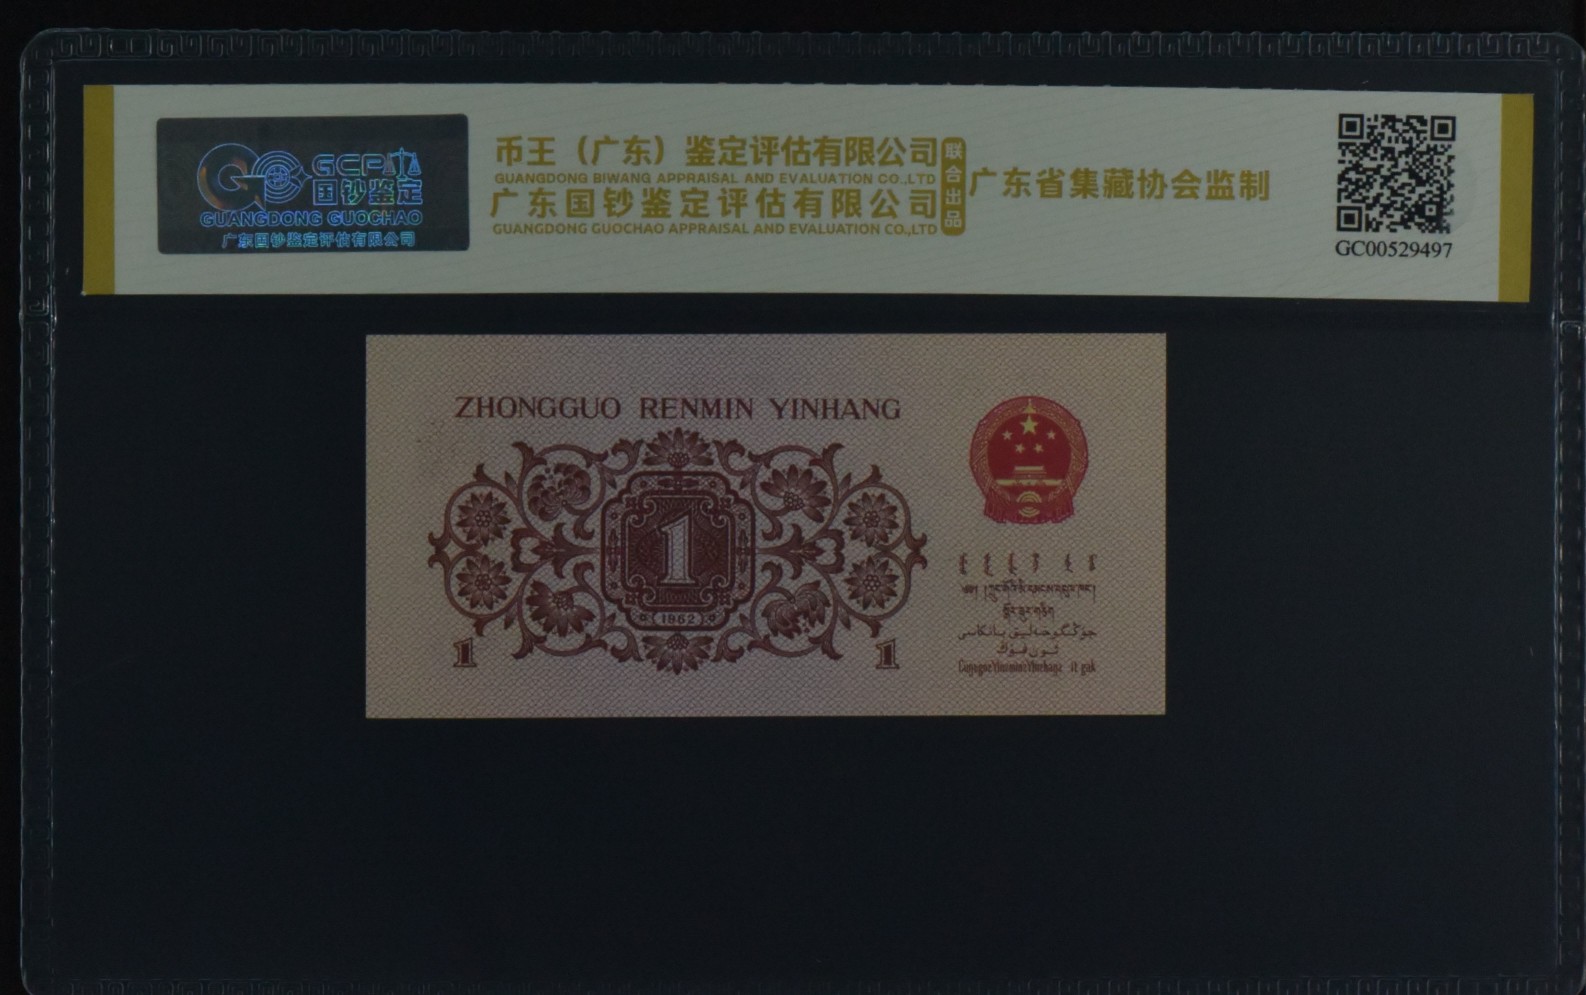 GCP
国钞鉴定
GUANGDONG GUOCHAO
广东国钞鉴定评估有限公司
币王（广东）鉴定评估有限公司
GUANGDONG BIWANG APPRAISAL AND EVALUATION CO.,LTD
广东国钞鉴定评估有限公司
GUANGDONG GUOCHAO APPRAISAL AND EVALUATION CO.,LTD
联合出品
广东省集藏协会监制
GC00529497
ZHONGGUO RENMIN YINHANG
1
1962
1
1